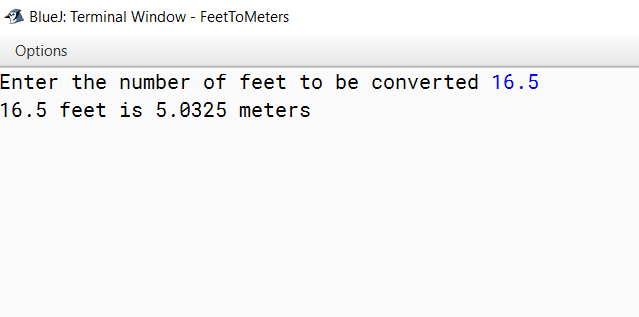 BlueJ: Terminal Window - FeetToMeters
Options
Enter the number of feet to be converted 16.5
16.5 feet is 5.0325 meters